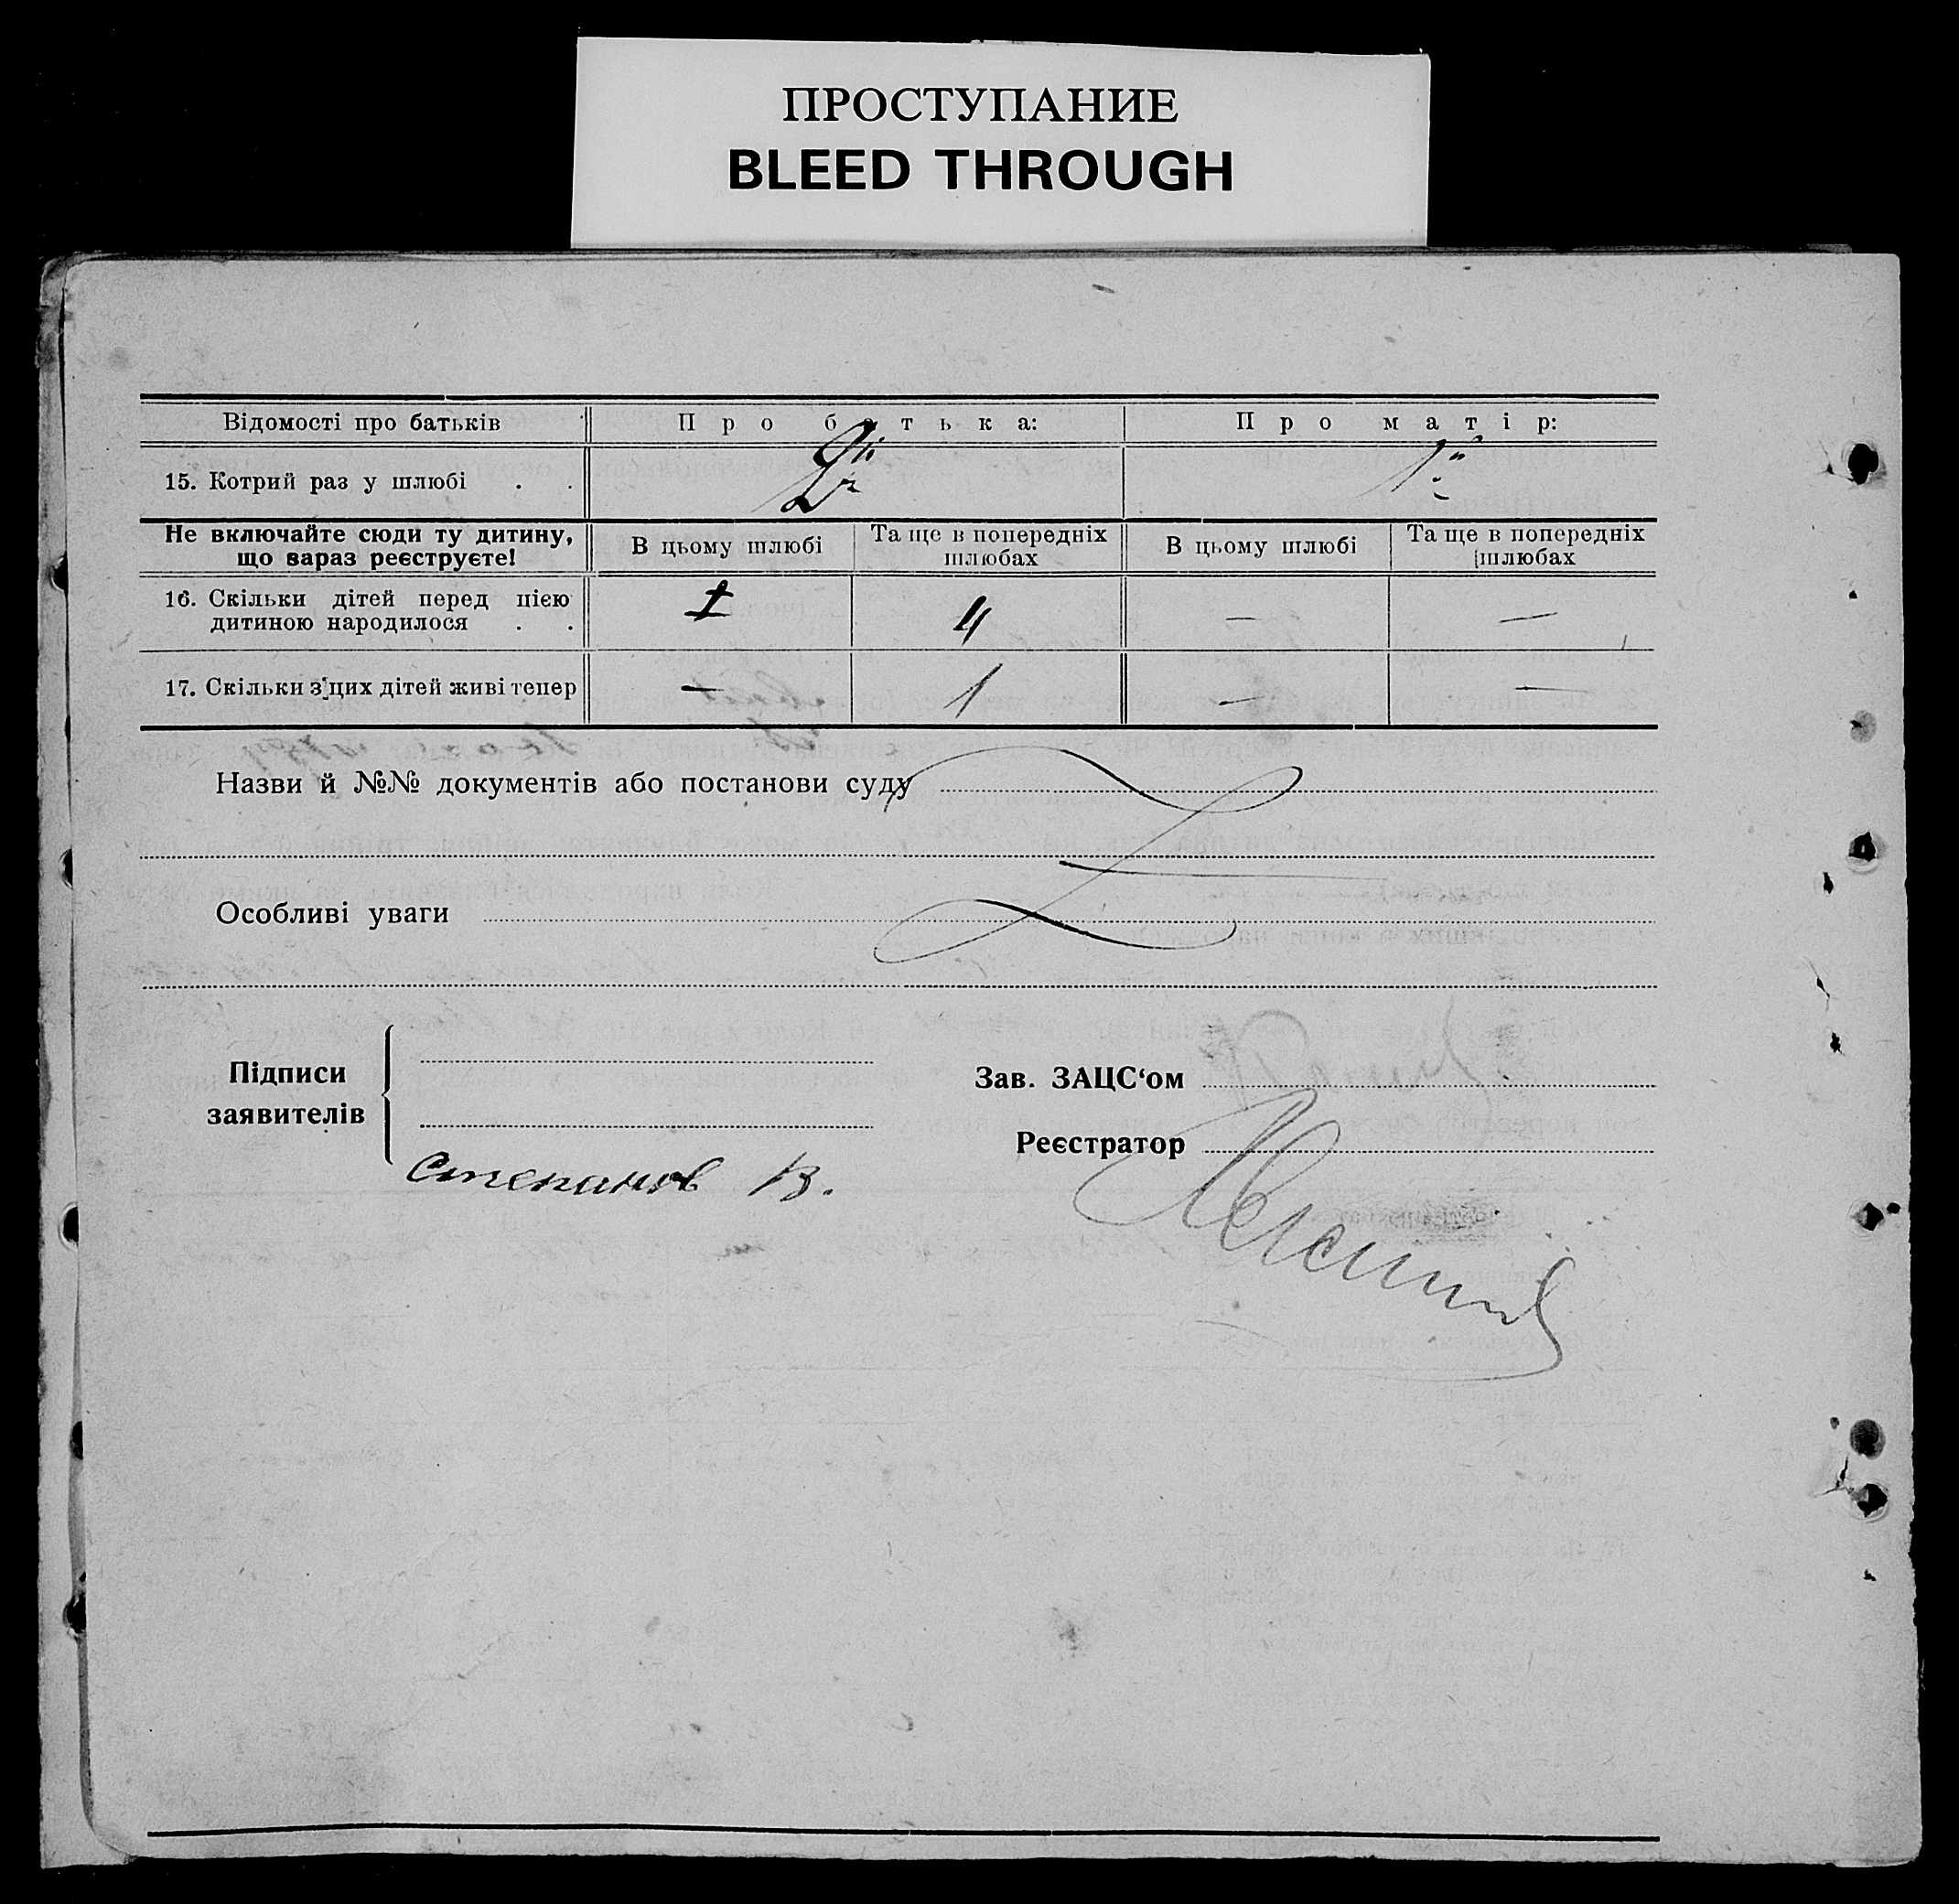 ПРОСТУПАНИЕ
BLEED THROUGH
Відомості про батьків Про батька: Про матір:
15. Котрий раз у шлюбі . . 2й 1й
Не включайте сюди ту дитину, що зараз реєструєте! В цьому шлюбі Та ще в попередніх шлюбах В цьому шлюбі Та ще в попередніх шлюбах
16. Скільки дітей перед цією
дитиною народилося . . 4 — —
17. Скільки з цих дітей живі тепер — 1 — —
Назви й №№ документів або постанови суду
Особливі уваги
Підписи
заявителів
Степанов В.
Зав. ЗАЦС‘ом
Реєстратор